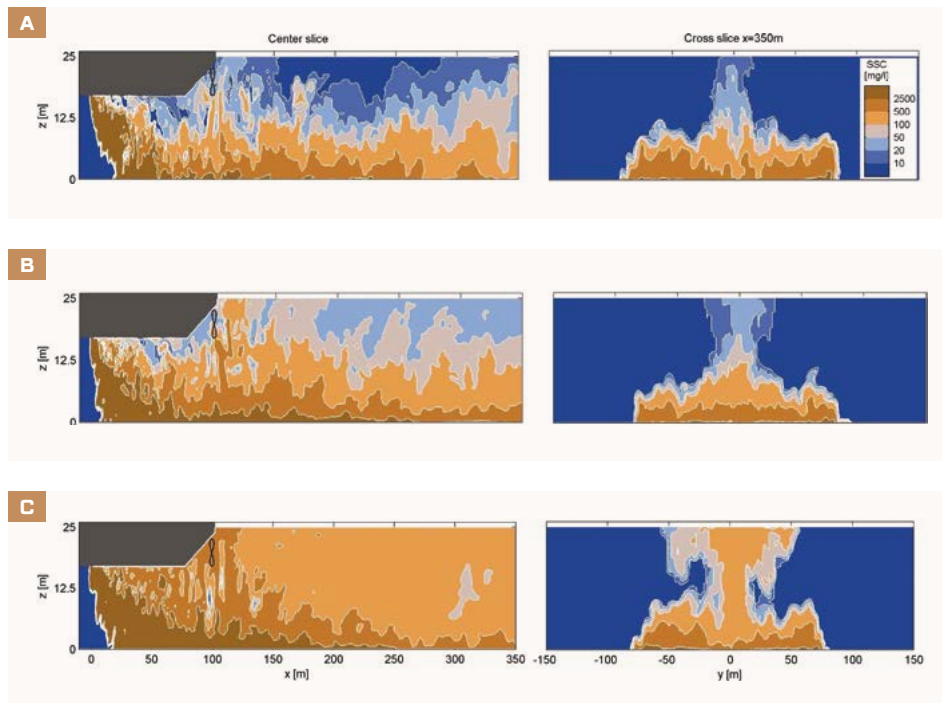 A
Center slice
Cross slice x=350m
25
12.5
0
z [m]
SSC
[mg/l]
2500
500
100
50
20
10
B
25
12.5
0
z [m]
C
25
12.5
0
z [m]
0 50 100 150 200 250 300 350
x [m]
-150 -100 -50 0 50 100 150
y [m]